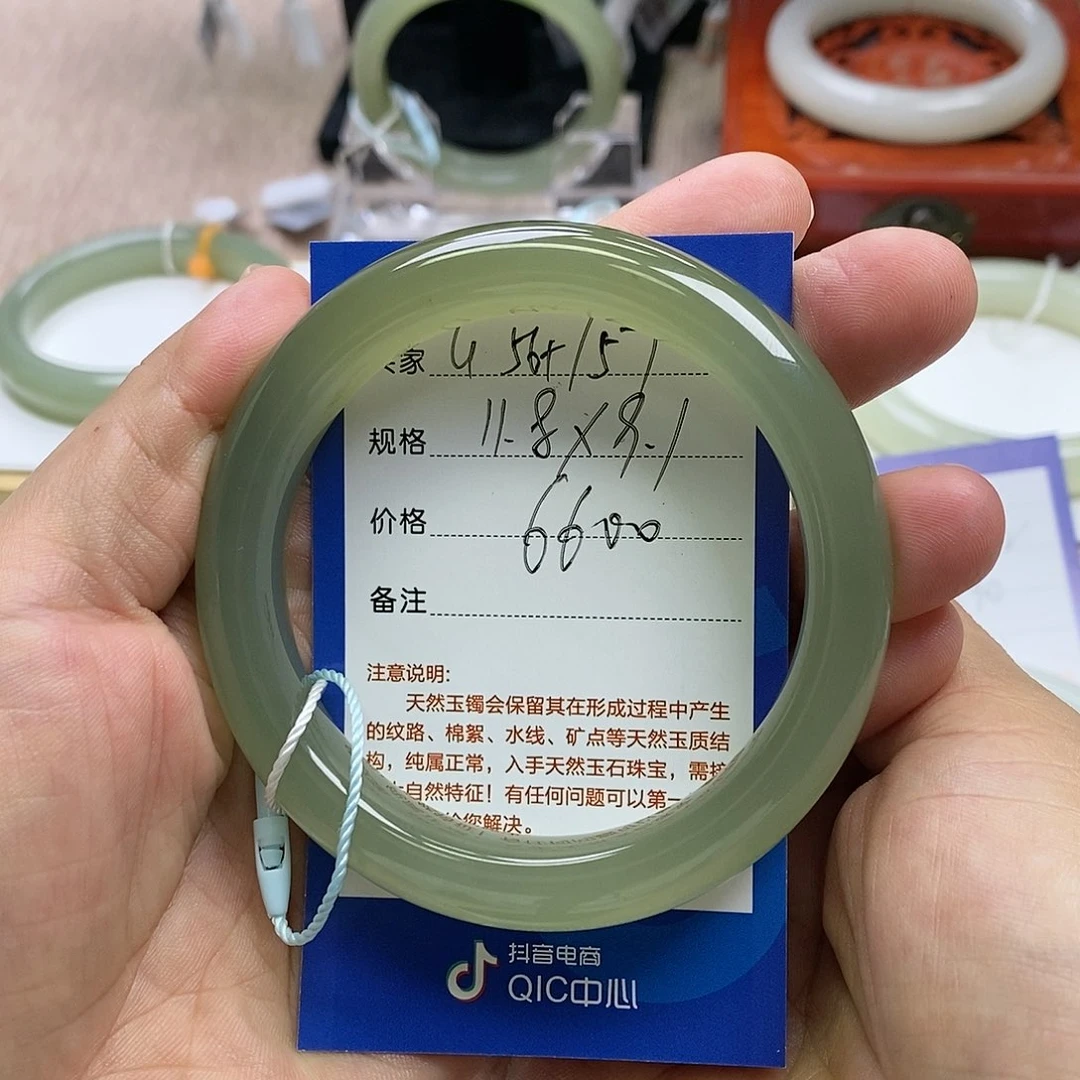 家 4 56+/57
规格 11.8×9.1
价格 6600
备注
注意说明:
天然玉镯会保留其在形成过程中产生
的纹路、棉絮、水线、矿点等天然玉质结
构，纯属正常，入手天然玉石珠宝，需接
自然特征！有任何问题可以第一
给您解决。
抖音电商
QIC中心